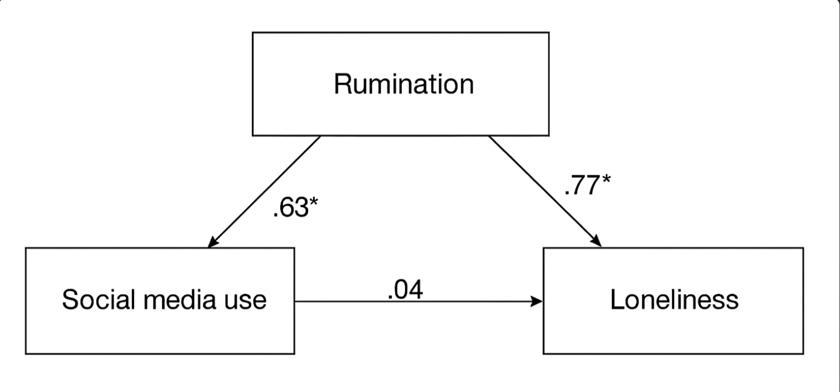 Rumination
.63*
.77*
Social media use
.04
Loneliness